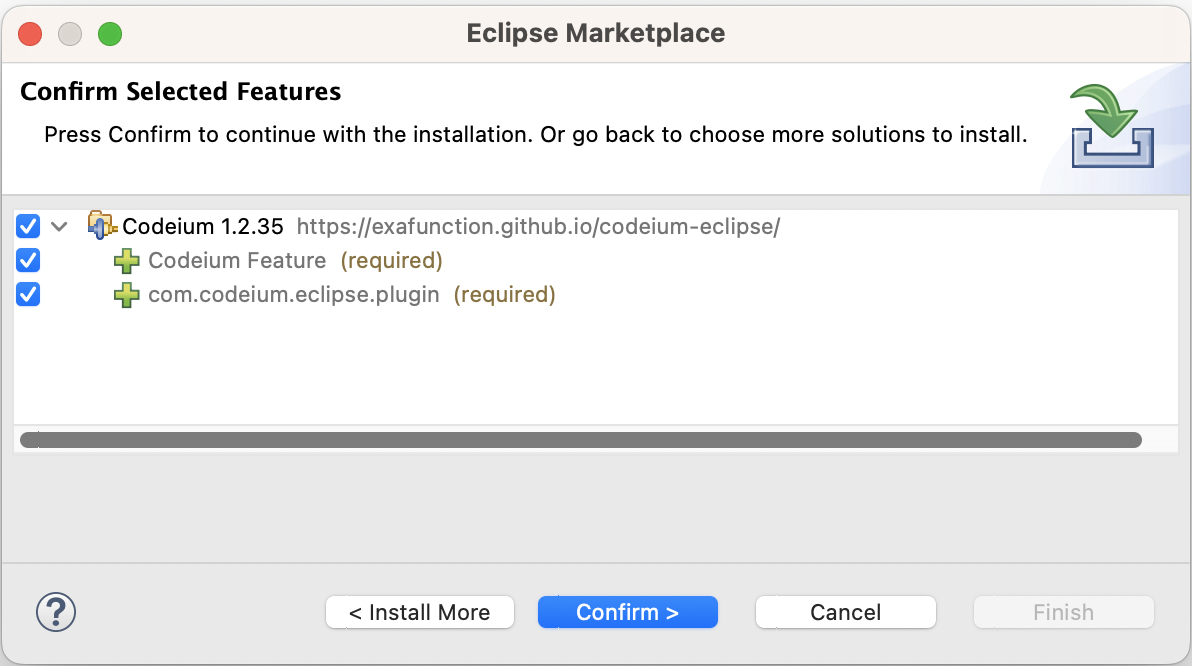 Eclipse Marketplace
Confirm Selected Features
Press Confirm to continue with the installation. Or go back to choose more solutions to install.
Codeium 1.2.35 https://exafunction.github.io/codeium-eclipse/
Codeium Feature (required)
com.codeium.eclipse.plugin (required)
? < Install More Confirm > Cancel Finish